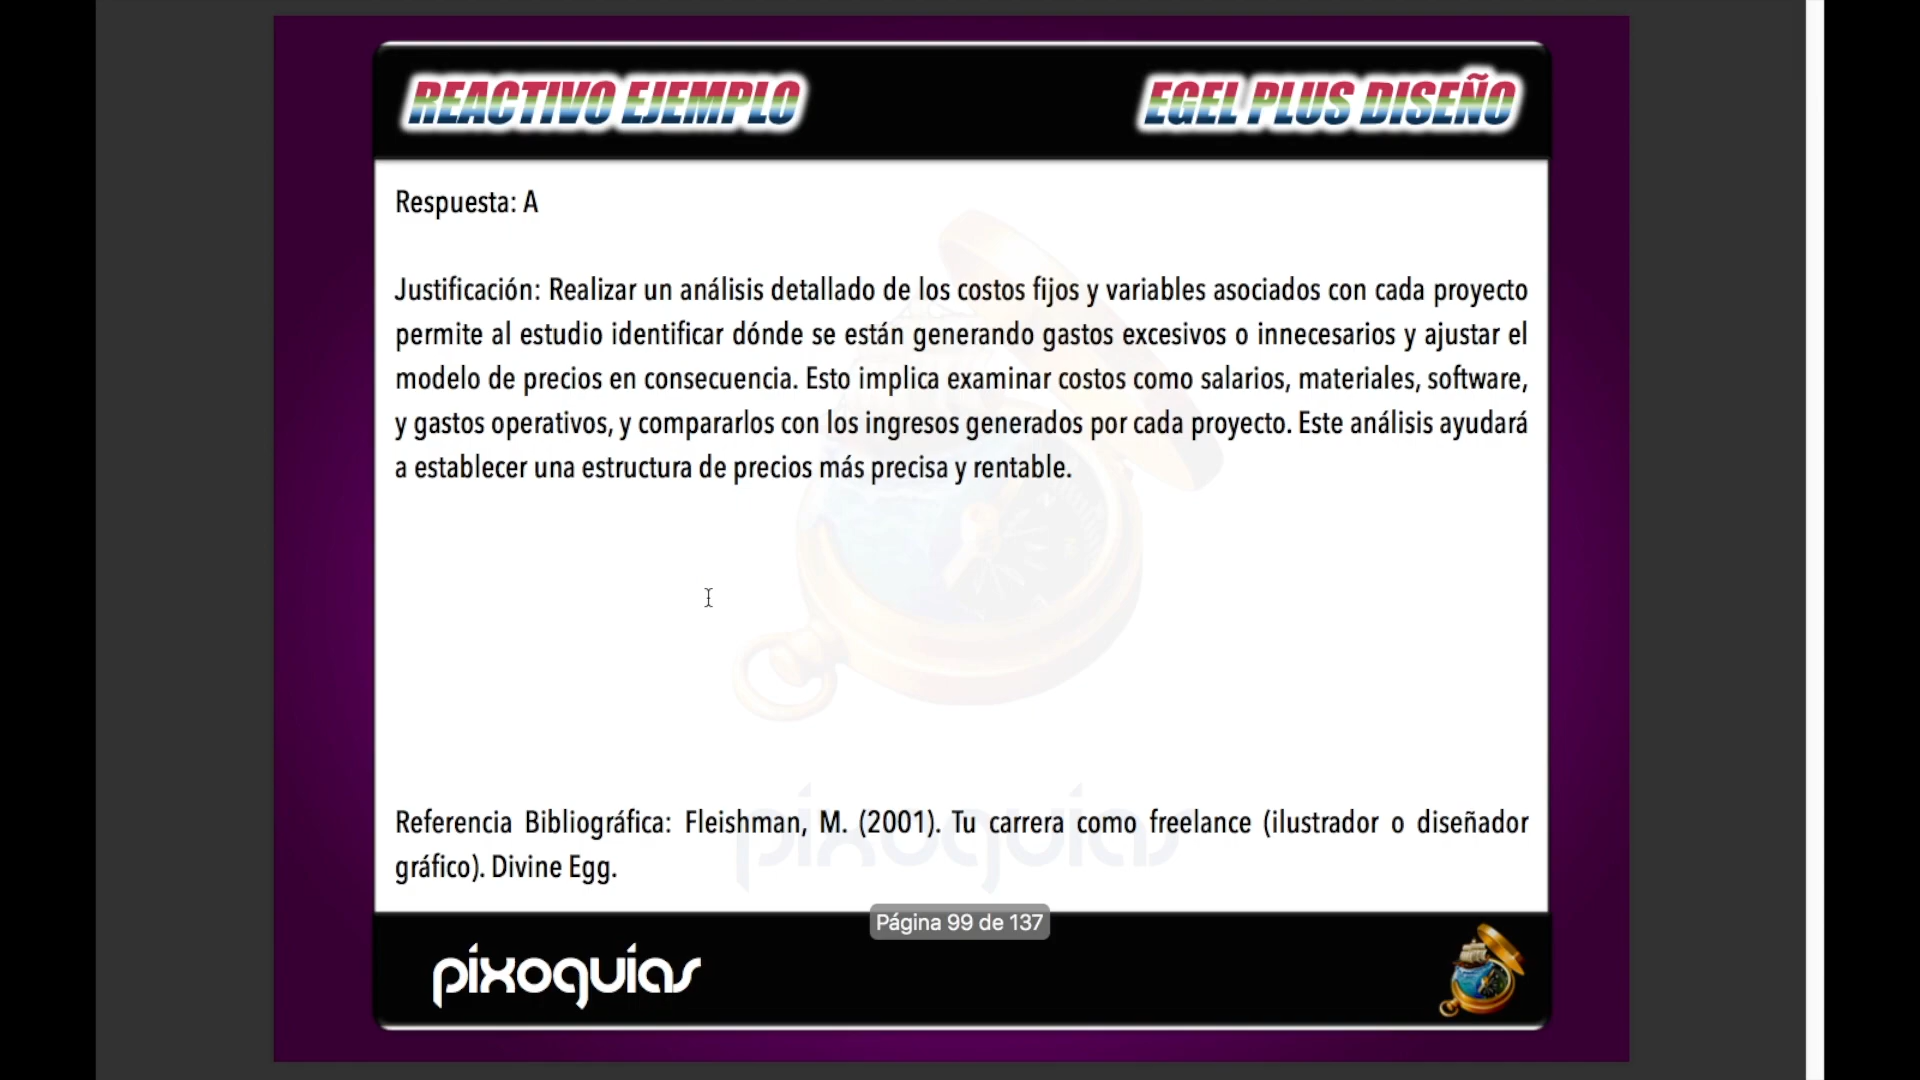 REACTIVO EJEMPLO
EGEL PLUS DISEÑO
Respuesta: A
Justificación: Realizar un análisis detallado de los costos fijos y variables asociados con cada proyecto
permite al estudio identificar dónde se están generando gastos excesivos o innecesarios y ajustar el
modelo de precios en consecuencia. Esto implica examinar costos como salarios, materiales, software,
y gastos operativos, y compararlos con los ingresos generados por cada proyecto. Este análisis ayudará
a establecer una estructura de precios más precisa y rentable.
Referencia Bibliográfica: Fleishman, M. (2001). Tu carrera como freelance (ilustrador o diseñador
gráfico). Divine Egg.
pixoguías
Página 99 de 137
pixoguías